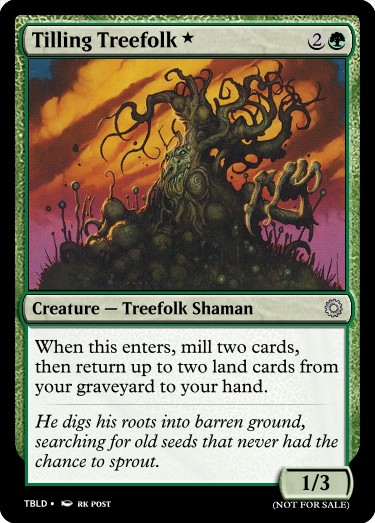 Tilling Treefolk ★ 2
Creature — Treefolk Shaman
When this enters, mill two cards,
then return up to two land cards from
your graveyard to your hand.
He digs his roots into barren ground,
searching for old seeds that never had the
chance to sprout.
1/3
TBLD • RK POST
(NOT FOR SALE)